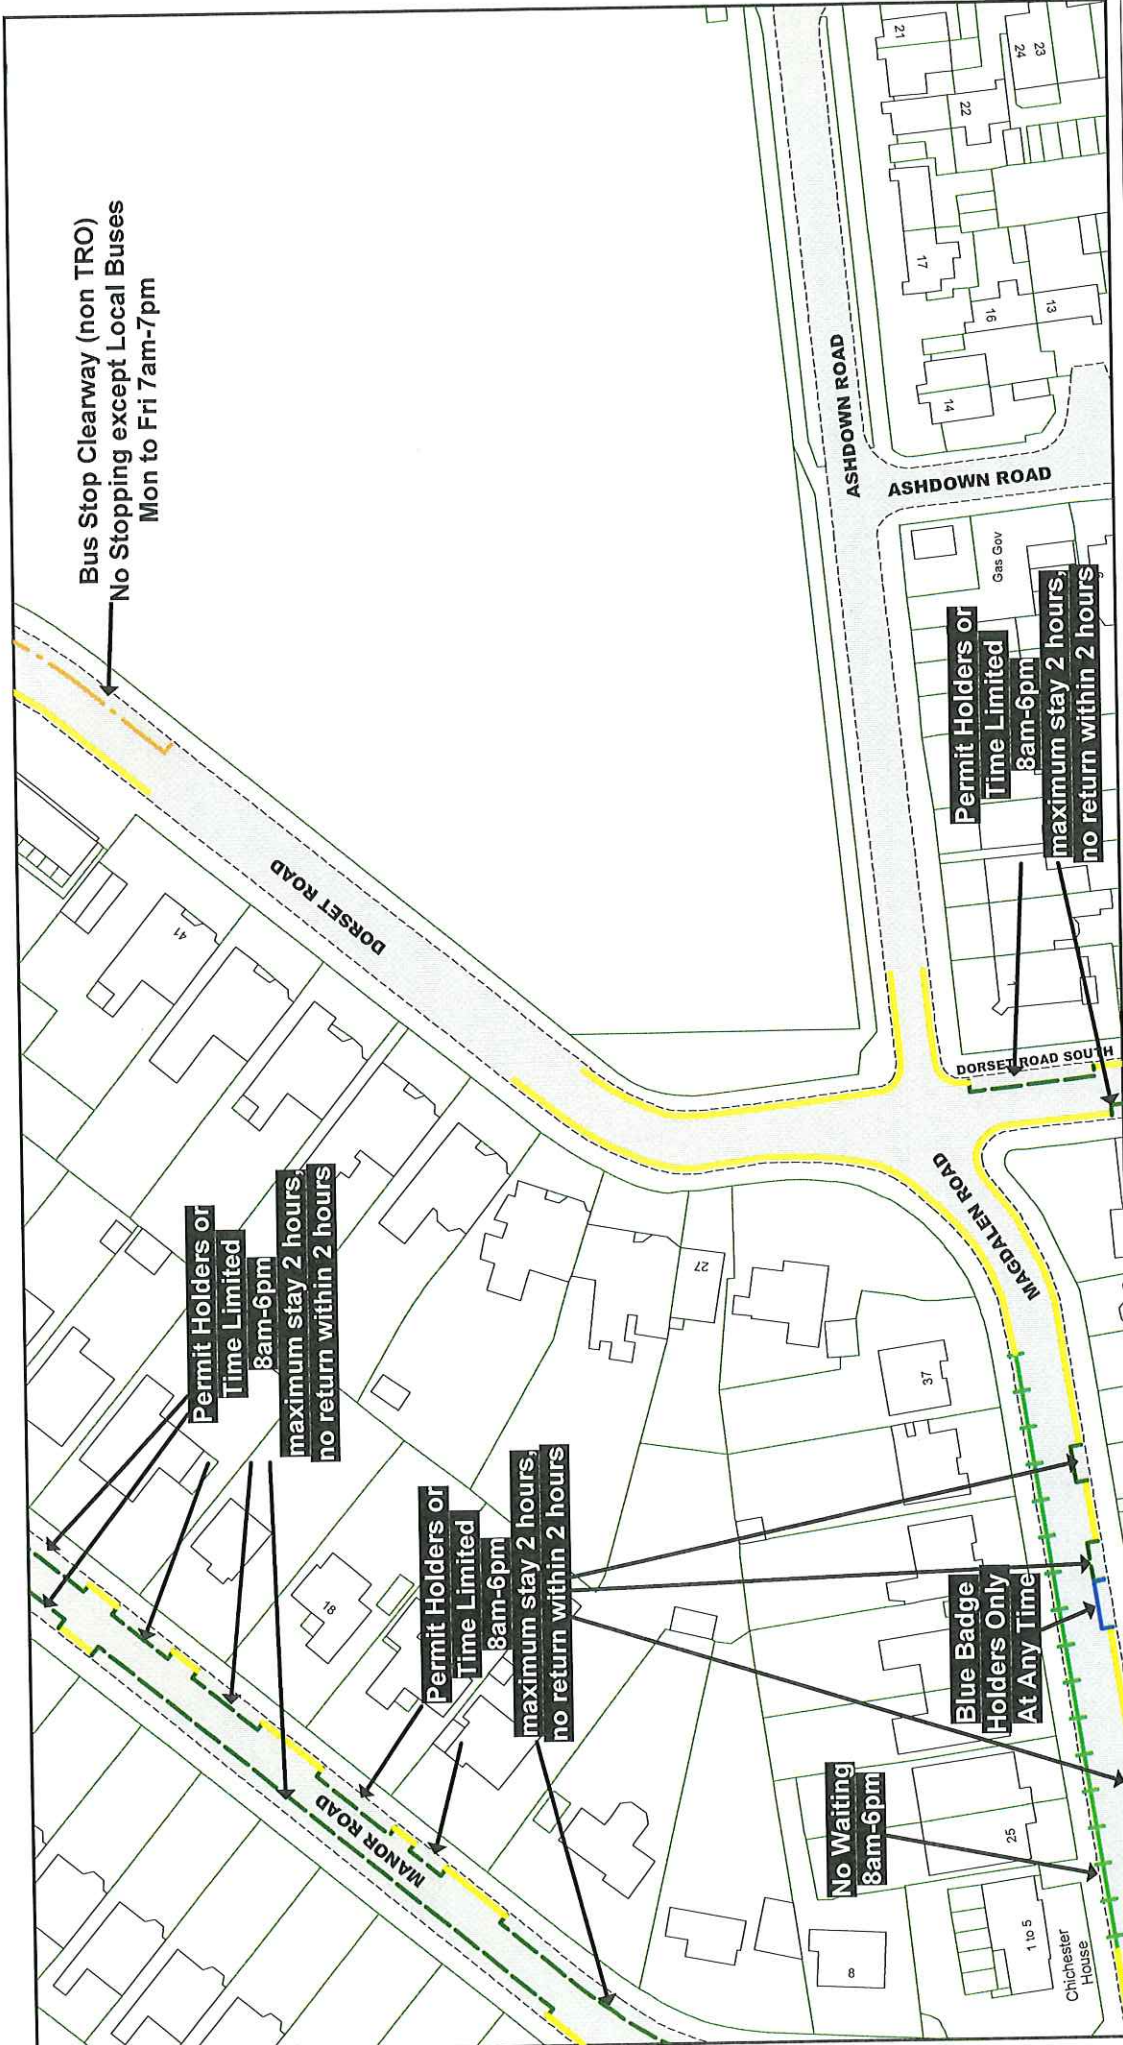 Bus Stop Clearway (non TRO)
No Stopping except Local Buses
Mon to Fri 7am-7pm
21
23
24
22
17
16
13
14
ASHDOWN ROAD
ASHDOWN ROAD
Gas Gov
Permit Holders or
Time Limited
8am-6pm
maximum stay 2 hours,
no return within 2 hours
DORSET ROAD
41
DORSET ROAD SOUTH
MAGDALEN ROAD
27
37
Permit Holders or
Time Limited
8am-6pm
maximum stay 2 hours,
no return within 2 hours
18
Permit Holders or
Time Limited
8am-6pm
maximum stay 2 hours,
no return within 2 hours
MANOR ROAD
Blue Badge
Holders Only
At Any Time
No Waiting
8am-6pm
25
8
1 to 5
Chichester
House